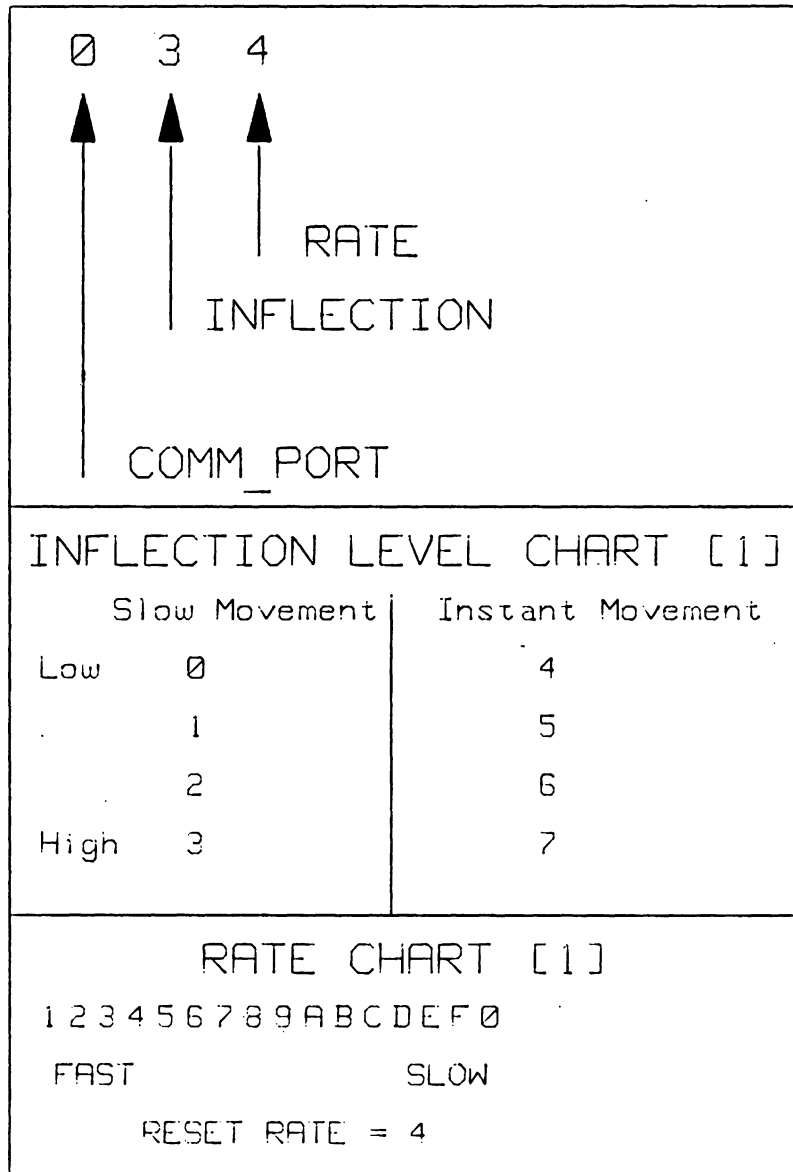 0 3 4
RATE
INFLECTION
COMM_PORT
INFLECTION LEVEL CHART [1]
Slow Movement Instant Movement
Low 0 4
1 5
2 6
High 3 7
RATE CHART [1]
1 2 3 4 5 6 7 8 9 A B C D E F 0
FAST SLOW
RESET RATE = 4